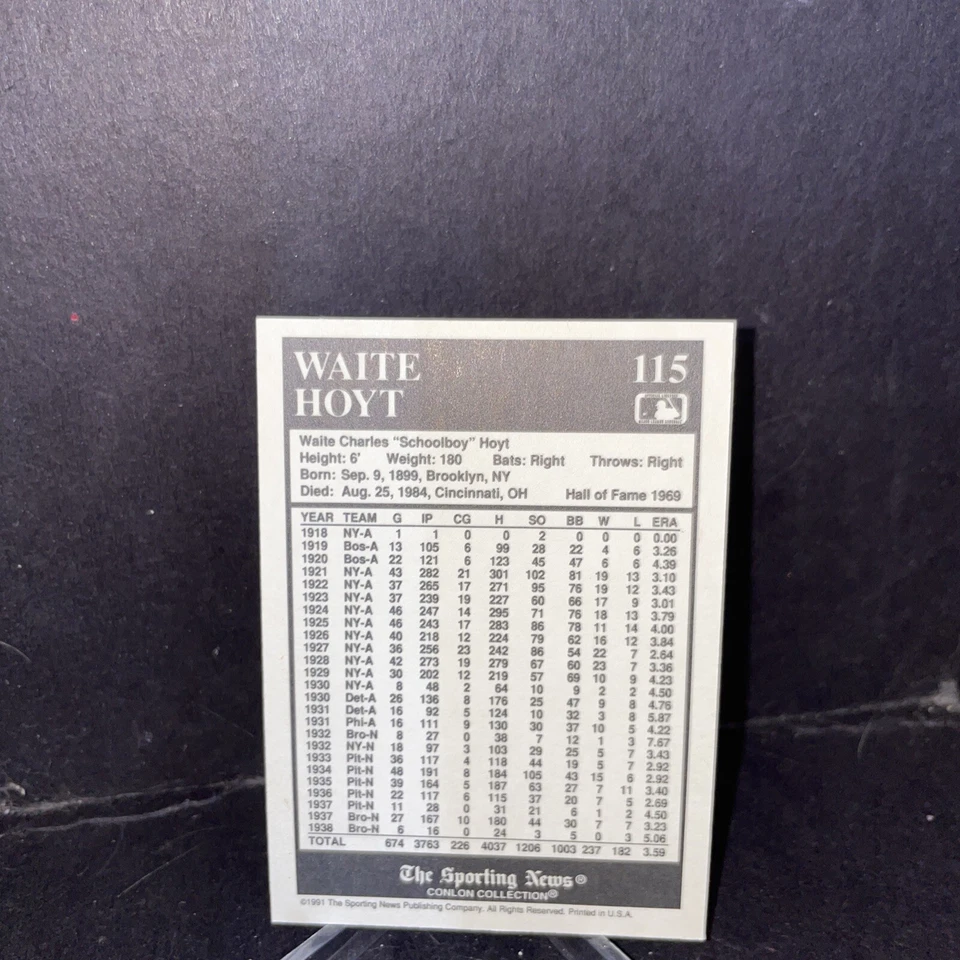 WAITE 115
HOYT
Waite Charles "Schoolboy" Hoyt
Height: 6' Weight: 180 Bats: Right Throws: Right
Born: Sep. 9, 1899, Brooklyn, NY
Died: Aug. 25, 1984, Cincinnati, OH Hall of Fame 1969
YEAR TEAM G IP CG H SO BB W L ERA
1918 NY-A 1 1 0 0 2 0 0 0 0.00
1919 Bos-A 13 105 6 99 28 22 4 6 3.26
1920 Bos-A 22 121 6 123 45 47 6 6 4.39
1921 NY-A 43 282 21 301 102 81 19 13 3.10
1922 NY-A 37 265 17 271 95 76 19 12 3.43
1923 NY-A 37 239 19 227 60 66 17 9 3.01
1924 NY-A 46 247 14 295 71 76 18 13 3.79
1925 NY-A 46 243 17 283 86 78 11 14 4.00
1926 NY-A 40 218 12 224 79 62 16 12 3.84
1927 NY-A 36 256 23 242 86 54 22 7 2.64
1928 NY-A 42 273 19 279 67 60 23 7 3.36
1929 NY-A 30 202 12 219 57 69 10 9 4.23
1930 NY-A 8 48 2 64 10 9 2 2 4.50
1930 Det-A 26 136 8 176 25 47 9 8 4.76
1931 Det-A 16 92 5 124 10 32 3 8 5.87
1931 Phi-A 16 111 9 130 30 37 10 5 4.22
1932 Bro-N 8 27 0 38 7 12 1 3 7.67
1932 NY-N 18 97 3 103 29 25 5 7 3.43
1933 Pit-N 36 117 4 118 44 19 5 7 2.92
1934 Pit-N 48 191 8 184 105 43 15 6 2.92
1935 Pit-N 39 164 5 187 63 27 7 11 3.40
1936 Pit-N 22 117 6 115 37 20 7 5 2.69
1937 Pit-N 11 28 0 31 21 6 1 2 4.50
1937 Bro-N 27 167 10 180 44 30 7 7 3.23
1938 Bro-N 6 16 0 24 3 5 0 3 5.06
TOTAL 674 3763 226 4037 1206 1003 237 182 3.59
The Sporting News®
CONLON COLLECTION®
©1991 The Sporting News Publishing Company. All Rights Reserved. Printed in U.S.A.